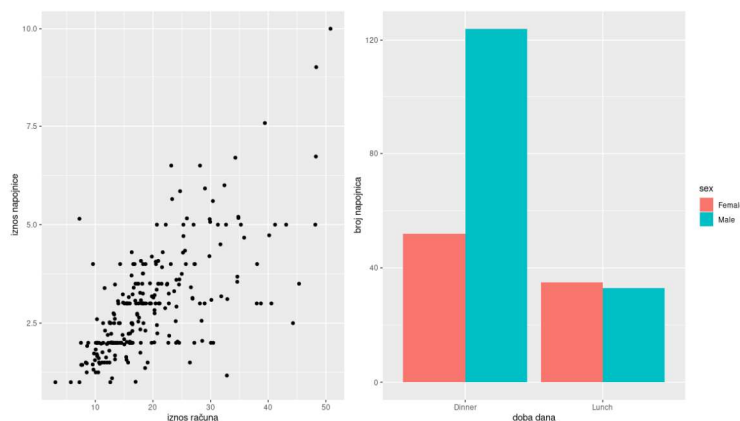 10.0
7.5
5.0
2.5
iznos napojnice
10
20
30
40
50
iznos računa
120
80
40
0
broj napojnica
Dinner
Lunch
doba dana
sex
Femal
Male